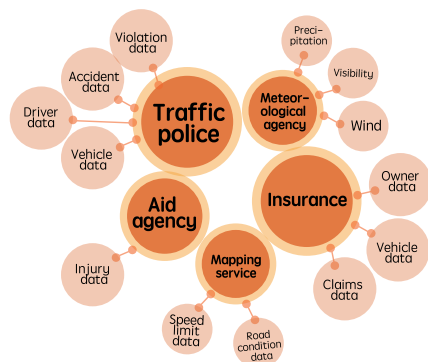 Violation
data
Accident
data
Driver
data
Vehicle
data
Traffic
police
Preci-
pitation
Visibility
Wind
Meteor-
ological
agency
Aid
agency
Injury
data
Insurance
Owner
data
Vehicle
data
Claims
data
Mapping
service
Speed
limit
data
Road
condition
data